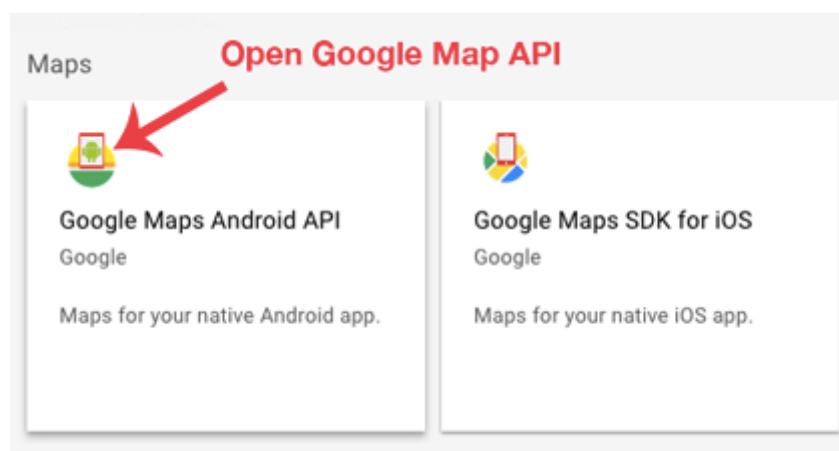 Open Google Map API
Maps
Google Maps Android API
Google
Maps for your native Android app.
Google Maps SDK for iOS
Google
Maps for your native iOS app.